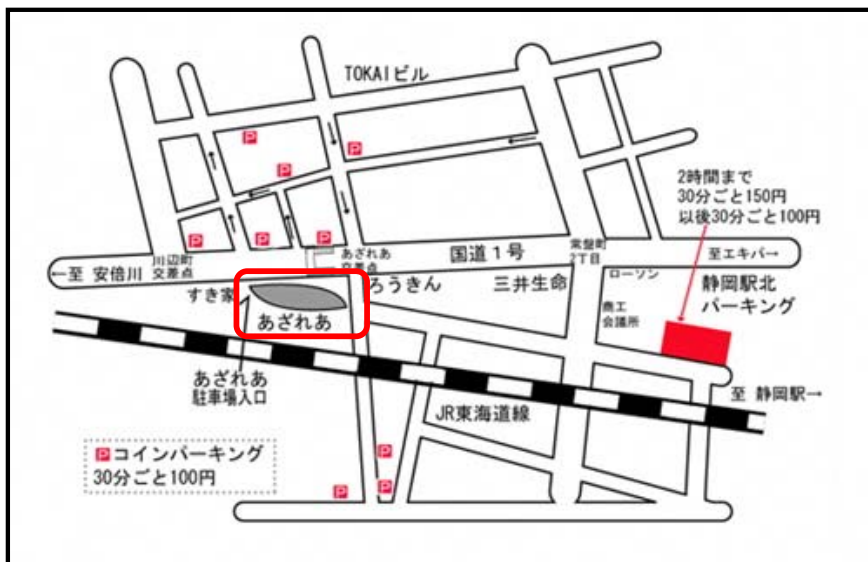 TOKAIビル
P
P
P
2時間まで
30分ごと150円
以後30分ごと100円
P
P
P
あざれあ
交差点
国道1号
常盤町
2丁目
至エキパ→
川辺町
交差点
←至 安倍川
ろうきん
三井生命
ローソン
静岡駅北
パーキング
すき家
あざれあ
商工
会議所
あざれあ
駐車場入口
至 静岡駅→
JR東海道線
Pコインパーキング
30分ごと100円
P
P
P